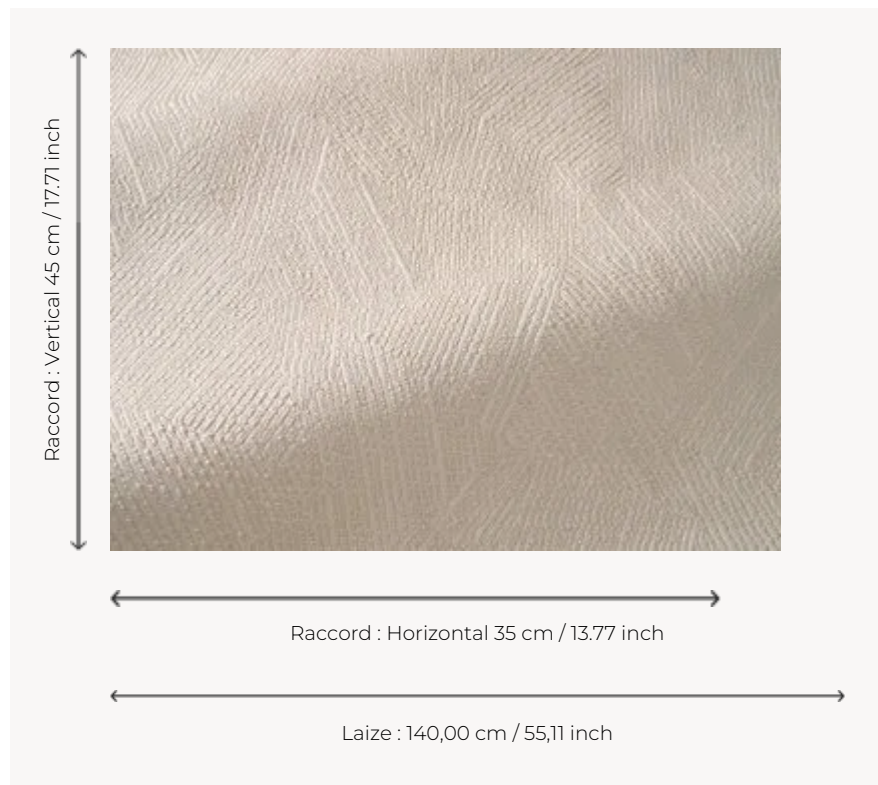 Raccord : Vertical 45 cm / 17.71 inch
Raccord : Horizontal 35 cm / 13.77 inch
Laize : 140,00 cm / 55,11 inch